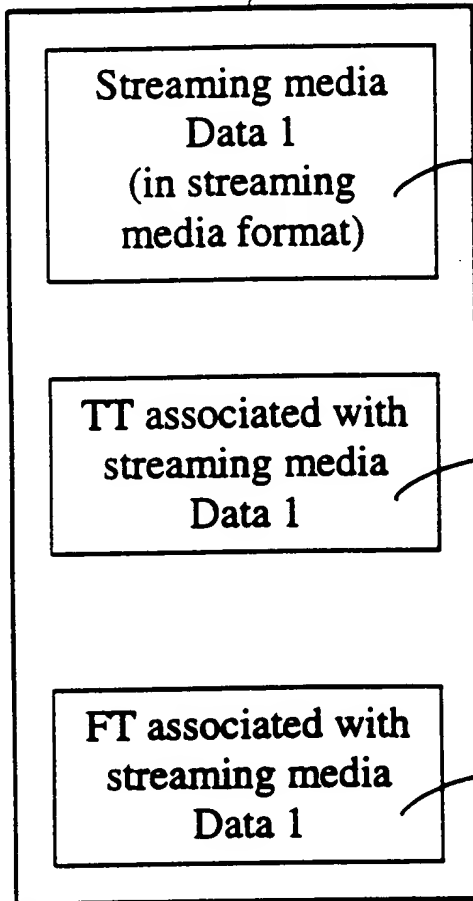 Streaming media
Data 1
(in streaming
media format)
TT associated with
streaming media
Data 1
FT associated with
streaming media
Data 1